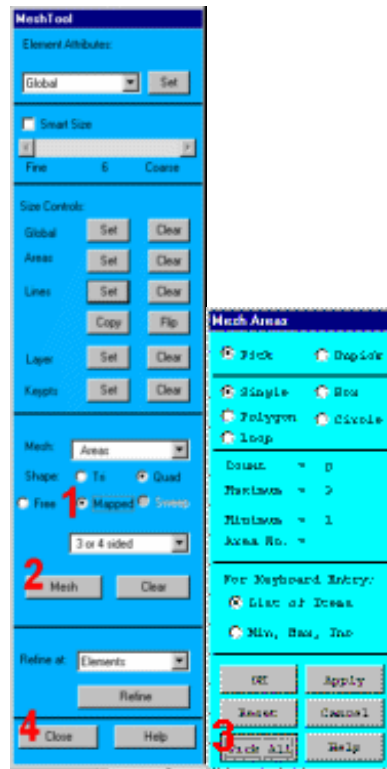 MeshTool
Element Attributes:
Global Set
Smart Size
Fine 6 Coarse
Size Controls:
Global Set Clear
Areas Set Clear
Lines Set Clear
Copy Flip
Layer Set Clear
Keypts Set Clear
Mesh: Areas
Shape: Quad
1
Free Mapped Sweep
3 or 4 sided
2
Mesh Clear
Refine at: Elements
Refine
4
Close Help
Mesh Areas
Pick Unpick
Single Box
Polygon Circle
Loop
Count =
Maximum =
Minimum = 1
Area No. =
For Keyboard Entry:
List of Items
Min, Max, Inc
OK Apply
Reset Cancel
3
Pick All Help